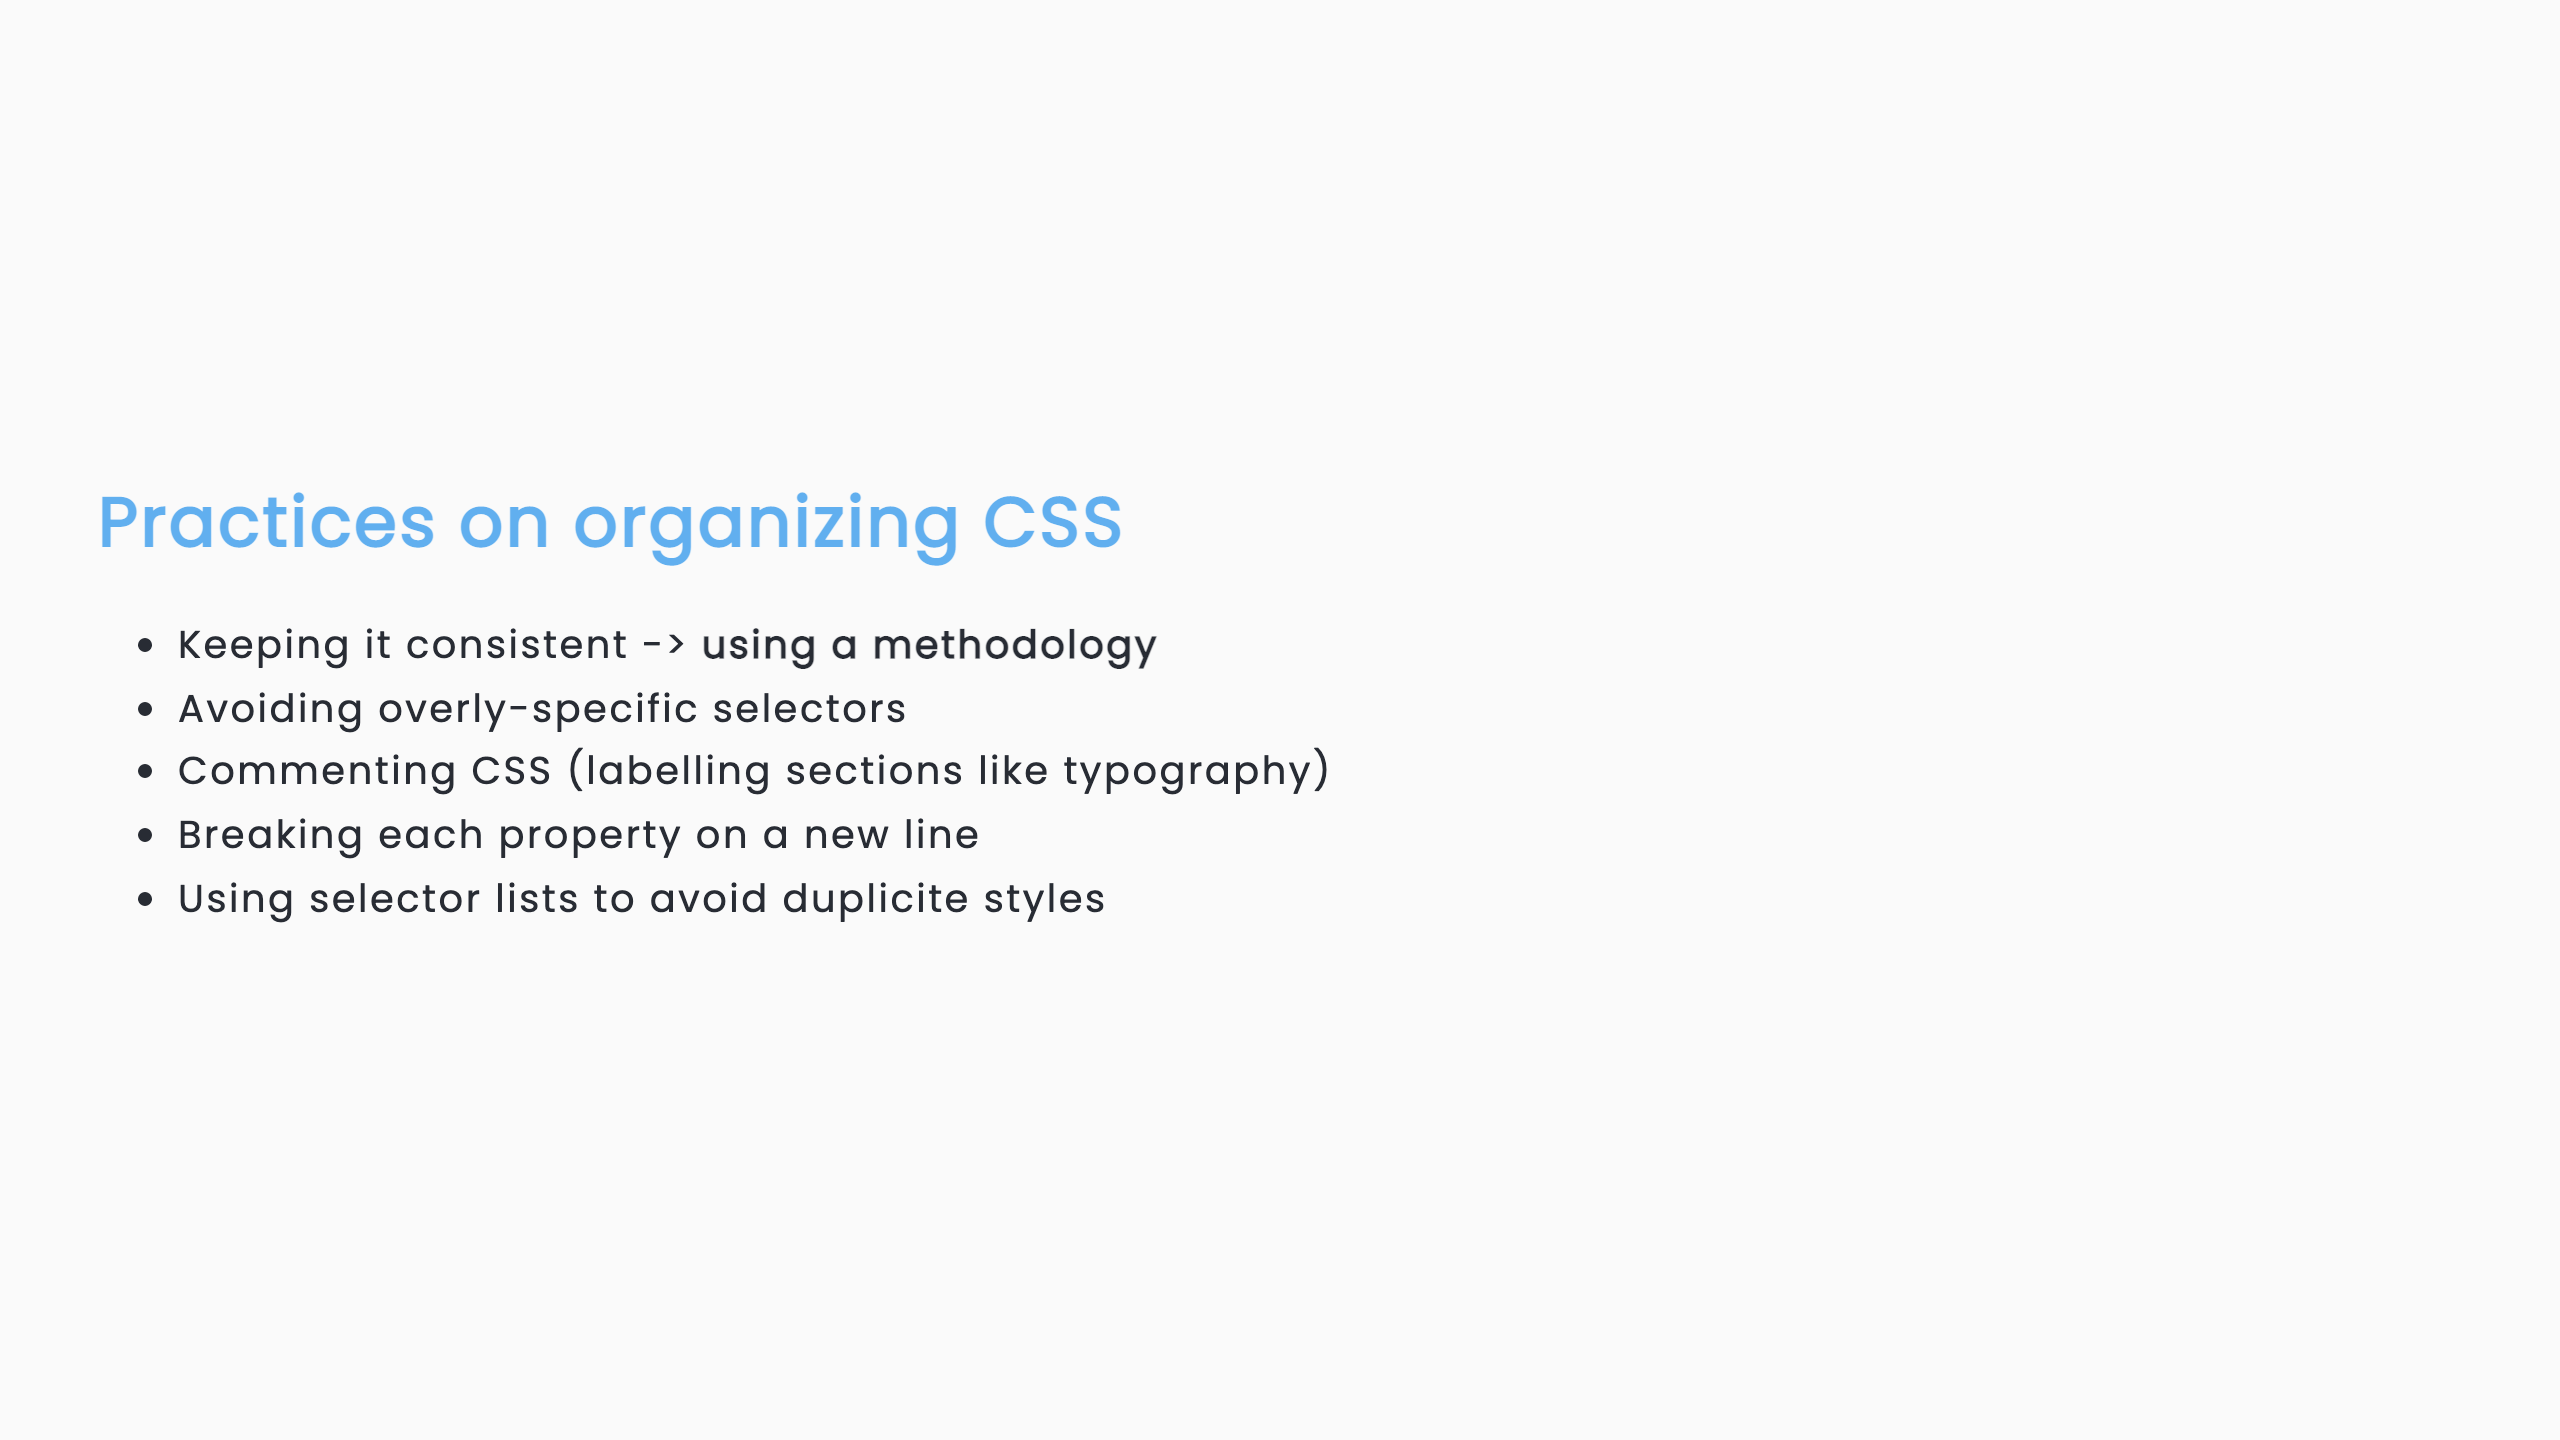 Practices on organizing CSS
Keeping it consistent -> using a methodology
Avoiding overly-specific selectors
Commenting CSS (labelling sections like typography)
Breaking each property on a new line
Using selector lists to avoid duplicite styles